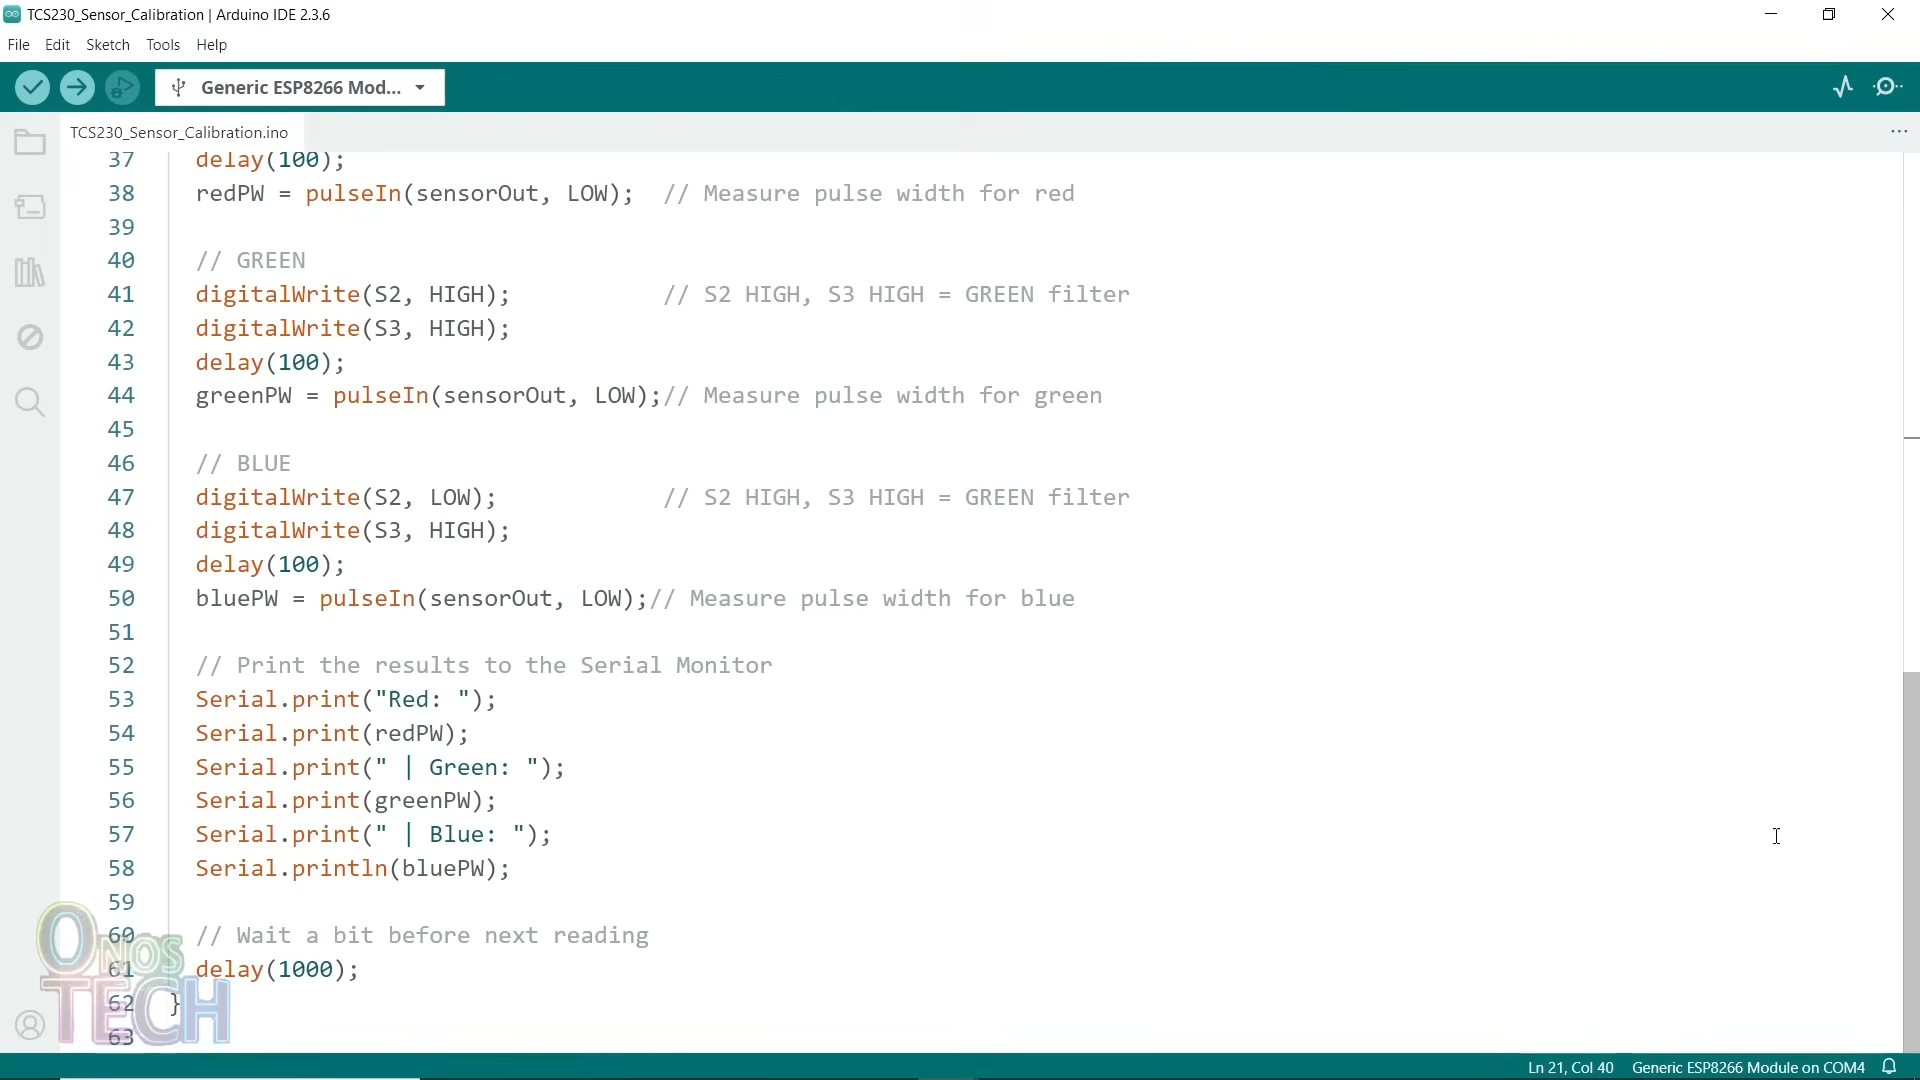 TCS230_Sensor_Calibration | Arduino IDE 2.3.6
File Edit Sketch Tools Help
Generic ESP8266 Mod...
TCS230_Sensor_Calibration.ino
37 delay(100);
38 redPW = pulseIn(sensorOut, LOW);  // Measure pulse width for red
39
40 // GREEN
41 digitalWrite(S2, HIGH);           // S2 HIGH, S3 HIGH = GREEN filter
42 digitalWrite(S3, HIGH);
43 delay(100);
44 greenPW = pulseIn(sensorOut, LOW);// Measure pulse width for green
45
46 // BLUE
47 digitalWrite(S2, LOW);            // S2 HIGH, S3 HIGH = GREEN filter
48 digitalWrite(S3, HIGH);
49 delay(100);
50 bluePW = pulseIn(sensorOut, LOW);// Measure pulse width for blue
51
52 // Print the results to the Serial Monitor
53 Serial.print("Red: ");
54 Serial.print(redPW);
55 Serial.print(" | Green: ");
56 Serial.print(greenPW);
57 Serial.print(" | Blue: ");
58 Serial.println(bluePW);
59
60 // Wait a bit before next reading
61 delay(1000);
62 }
63
ONOS
TECH
Ln 21, Col 40 Generic ESP8266 Module on COM4